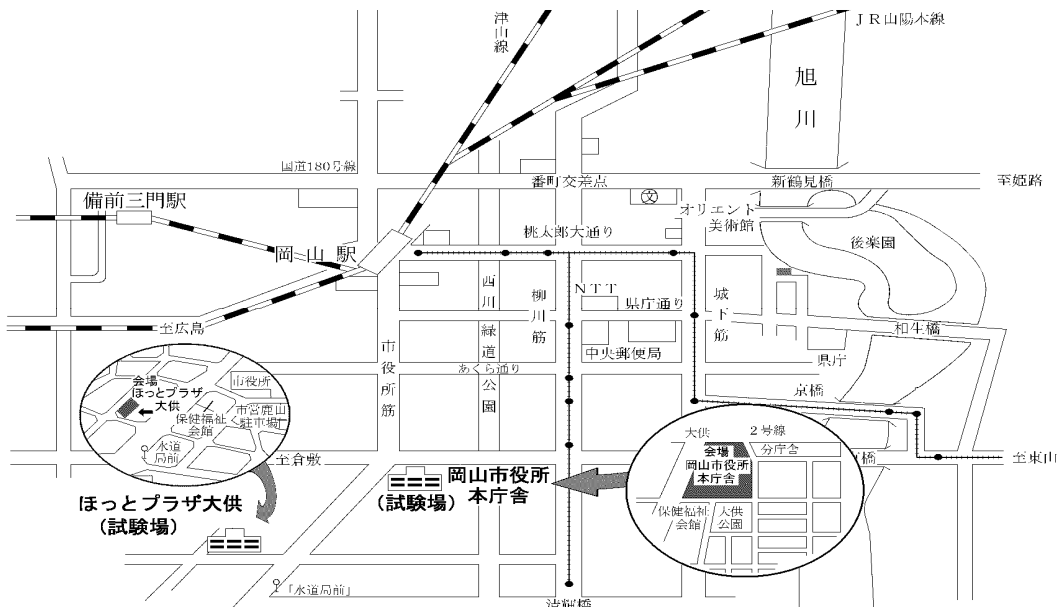 津山線
JR山陽本線
旭川
国道180号線
番町交差点
新鶴見橋
至姫路
備前三門駅
オリエント
美術館
桃太郎大通り
後楽園
岡山駅
西川
緑道
公園
柳川筋
NTT
県庁通り
城下筋
至広島
市役所筋
中央郵便局
あくら通り
相生橋
県庁
京橋
会場
ほっとプラザ
大供
市役所
保健福祉
会館
市営鹿田
駐車場
水道
局前
至倉敷
大供
2号線
分庁舎
会場
岡山市役所
本庁舎
保健福祉
会館
大供
公園
至東山
ほっとプラザ大供
(試験場)
(試験場)
岡山市役所
本庁舎
「水道局前」
清輝橋